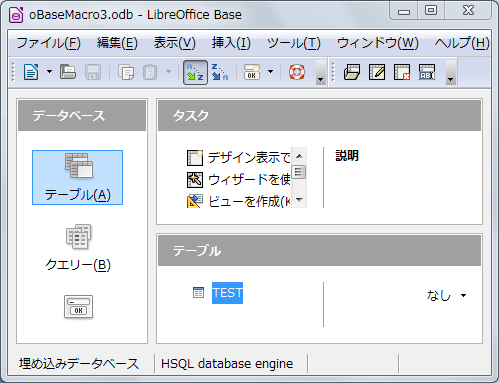 oBaseMacro3.odb - LibreOffice Base
ファイル(F) 編集(E) 表示(V) 挿入(I) ツール(T) ウィンドウ(W) ヘルプ(H)
データベース
テーブル(A)
クエリー(B)
タスク
デザイン表示で
ウィザードを使
ビューを作成(K
説明
テーブル
TEST
なし
埋め込みデータベース HSQL database engine